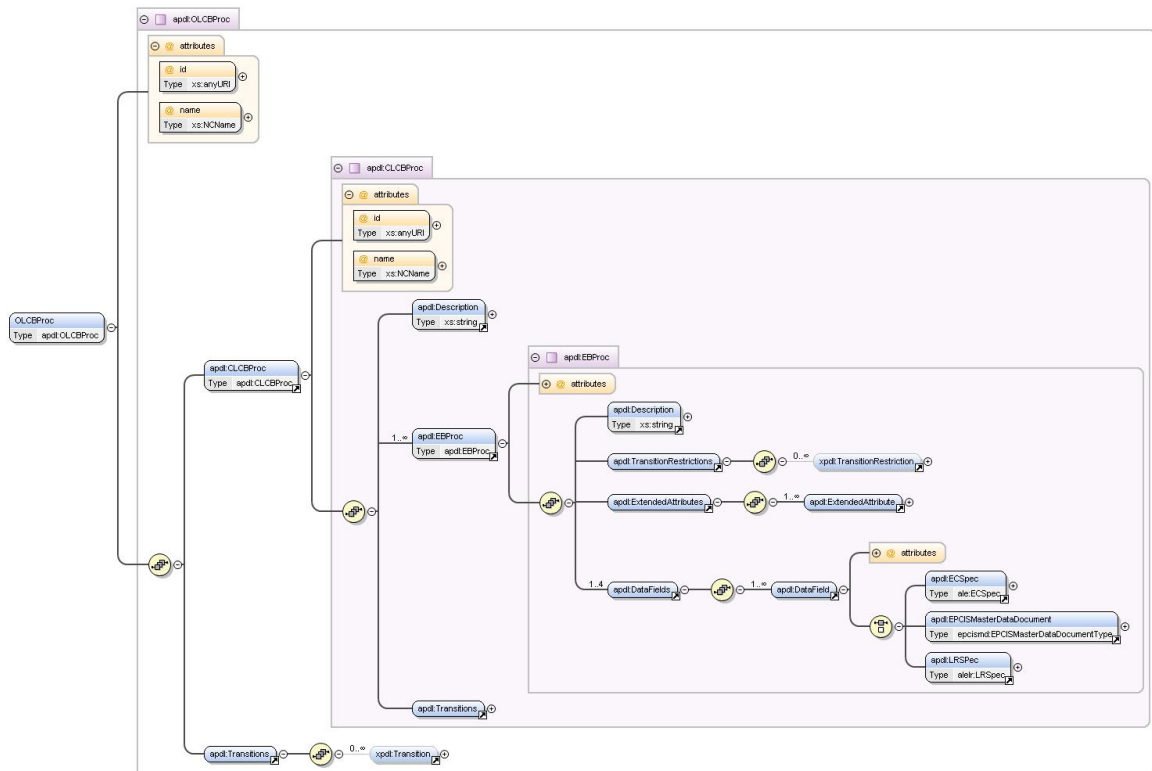 apdl:OLCBProc
@ attributes
@ id
Type xs:anyURI
@ name
Type xs:NCName
apdl:CLCBProc
@ attributes
@ id
Type xs:anyURI
@ name
Type xs:NCName
OLCBProc
Type apdl:OLCBProc
apdl:Description
Type xs:string
apdl:CLCBProc
Type apdl:CLCBProc
apdl:EBProc
@ attributes
apdl:Description
Type xs:string
1..∞
apdl:EBProc
Type apdl:EBProc
apdl:TransitionRestrictions
0..∞
xpdl:TransitionRestriction
apdl:ExtendedAttributes
1..∞
apdl:ExtendedAttribute
@ attributes
1..4
apdl:DataFields
1..∞
apdl:DataField
apdl:ECSpec
Type ale:ECSpec
apdl:EPCISMasterDataDocument
Type epcismd:EPCISMasterDataDocumentType
apdl:LRSPec
Type alelr:LRSpec
apdl:Transitions
apdl:Transitions
0..∞
xpdl:Transition